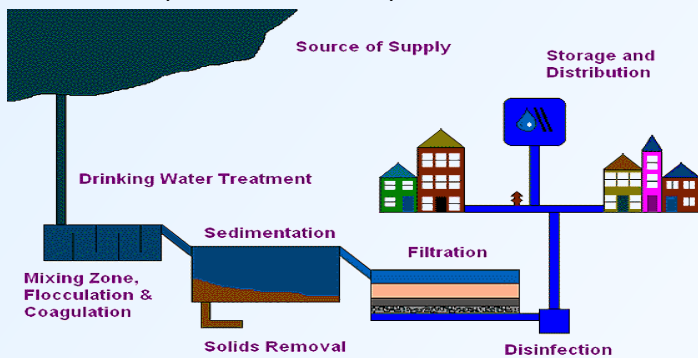 Source of Supply
Storage and
Distribution
Drinking Water Treatment
Sedimentation
Filtration
Mixing Zone,
Flocculation &
Coagulation
Solids Removal
Disinfection